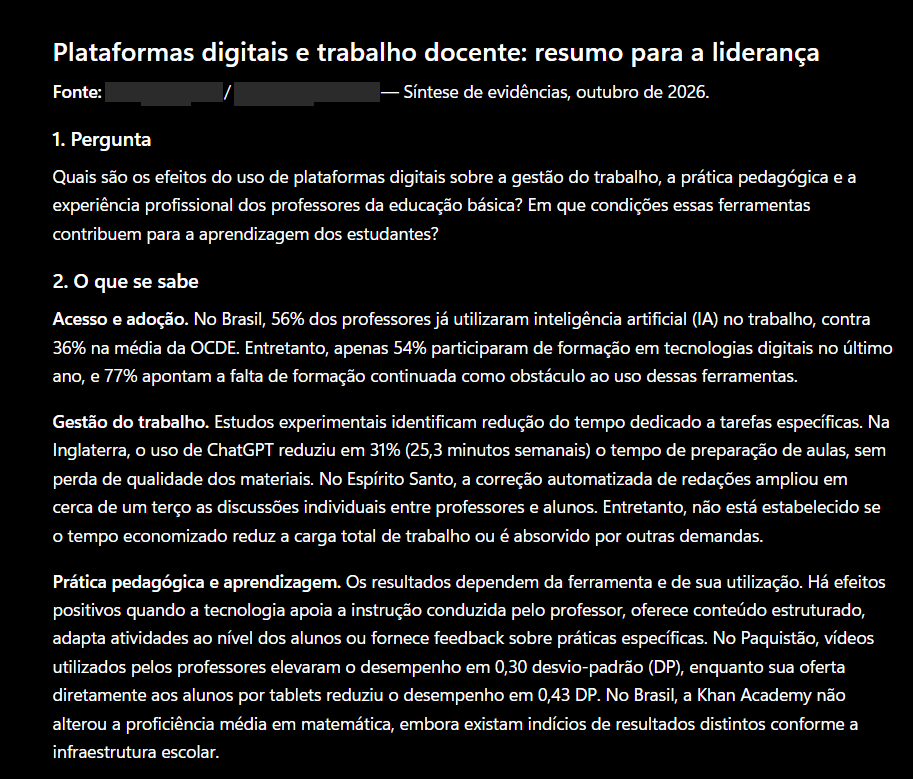 Plataformas digitais e trabalho docente: resumo para a liderança
Fonte: / — Síntese de evidências, outubro de 2026.
1. Pergunta
Quais são os efeitos do uso de plataformas digitais sobre a gestão do trabalho, a prática pedagógica e a
experiência profissional dos professores da educação básica? Em que condições essas ferramentas
contribuem para a aprendizagem dos estudantes?
2. O que se sabe
Acesso e adoção. No Brasil, 56% dos professores já utilizaram inteligência artificial (IA) no trabalho, contra
36% na média da OCDE. Entretanto, apenas 54% participaram de formação em tecnologias digitais no último
ano, e 77% apontam a falta de formação continuada como obstáculo ao uso dessas ferramentas.
Gestão do trabalho. Estudos experimentais identificam redução do tempo dedicado a tarefas específicas. Na
Inglaterra, o uso de ChatGPT reduziu em 31% (25,3 minutos semanais) o tempo de preparação de aulas, sem
perda de qualidade dos materiais. No Espírito Santo, a correção automatizada de redações ampliou em
cerca de um terço as discussões individuais entre professores e alunos. Entretanto, não está estabelecido se
o tempo economizado reduz a carga total de trabalho ou é absorvido por outras demandas.
Prática pedagógica e aprendizagem. Os resultados dependem da ferramenta e de sua utilização. Há efeitos
positivos quando a tecnologia apoia a instrução conduzida pelo professor, oferece conteúdo estruturado,
adapta atividades ao nível dos alunos ou fornece feedback sobre práticas específicas. No Paquistão, vídeos
utilizados pelos professores elevaram o desempenho em 0,30 desvio-padrão (DP), enquanto sua oferta
diretamente aos alunos por tablets reduziu o desempenho em 0,43 DP. No Brasil, a Khan Academy não
alterou a proficiência média em matemática, embora existam indícios de resultados distintos conforme a
infraestrutura escolar.